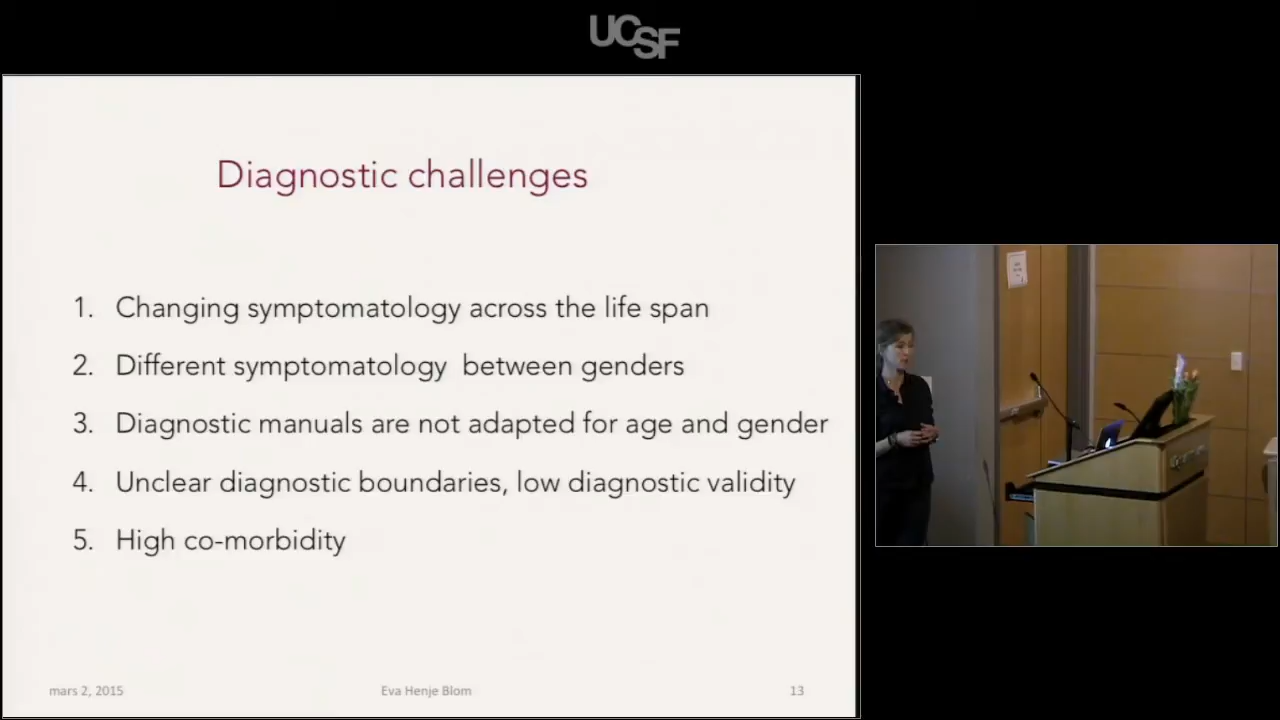 UCSF
Diagnostic challenges
1. Changing symptomatology across the life span
2. Different symptomatology between genders
3. Diagnostic manuals are not adapted for age and gender
4. Unclear diagnostic boundaries, low diagnostic validity
5. High co-morbidity
mars 2, 2015 Eva Henje Blom 13